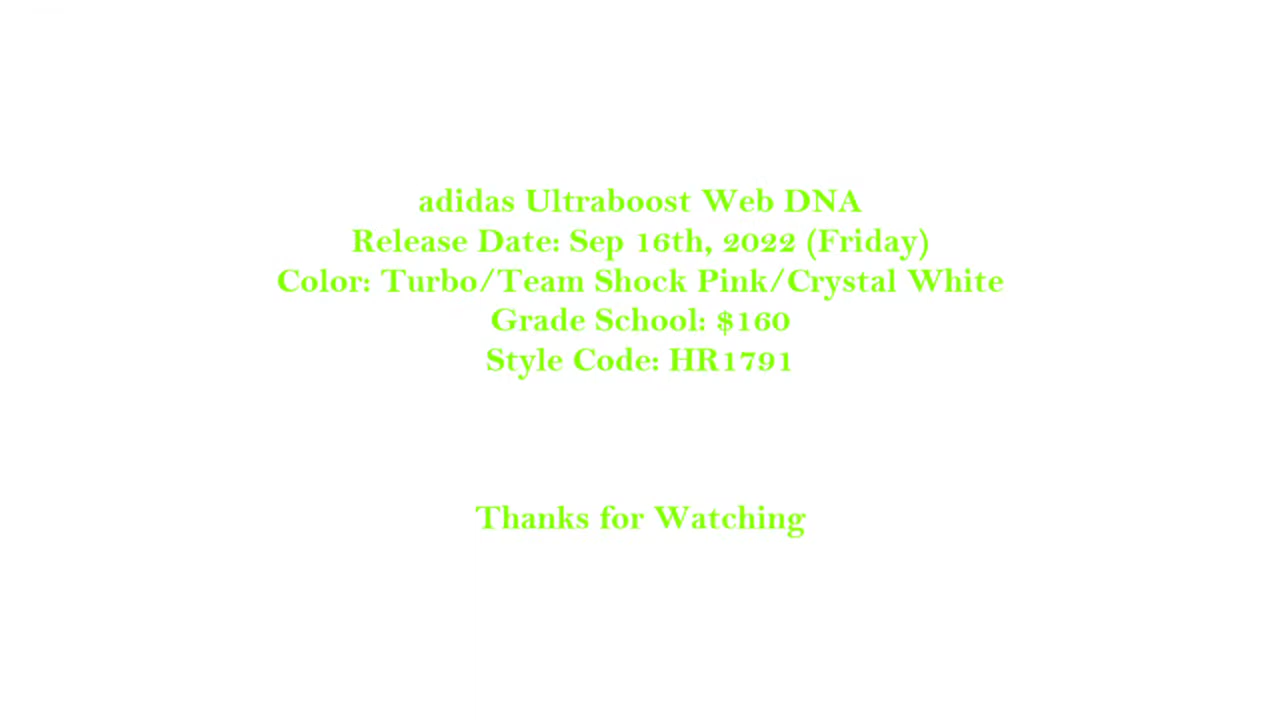 adidas Ultraboost Web DNA
Release Date: Sep 16th, 2022 (Friday)
Color: Turbo/Team Shock Pink/Crystal White
Grade School: $160
Style Code: HR1791
Thanks for Watching